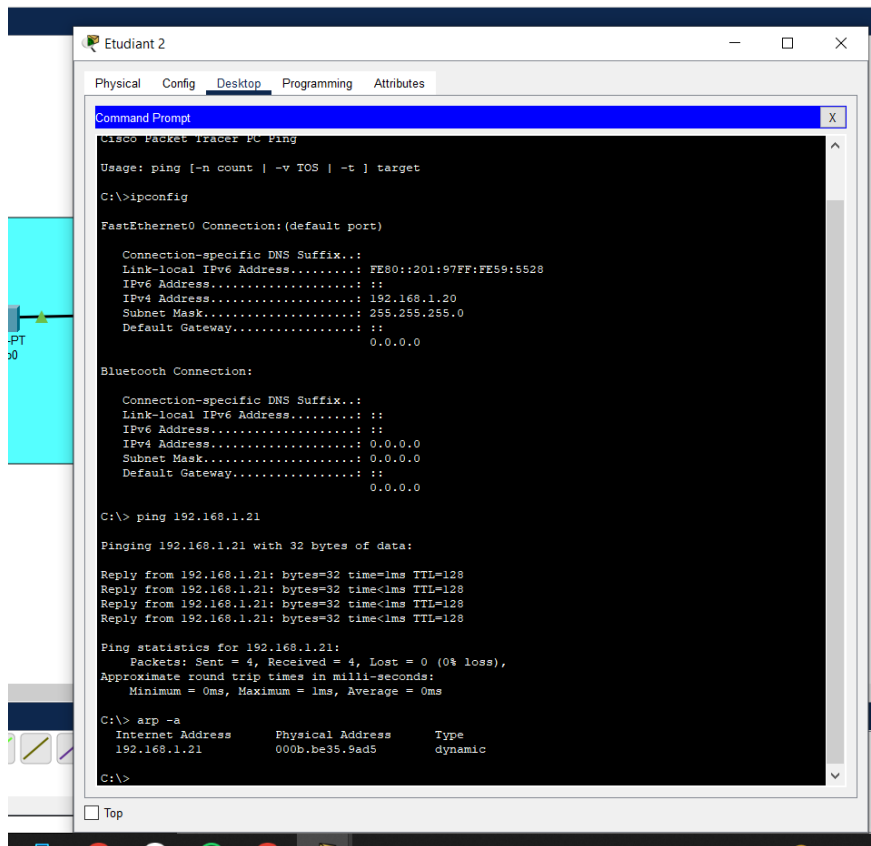 Etudiant 2
Physical Config Desktop Programming Attributes
Command Prompt
X
Cisco Packet Tracer PC Ping
Usage: ping [-n count | -v TOS | -t ] target
C:\>ipconfig
FastEthernet0 Connection:(default port)
Connection-specific DNS Suffix..:
Link-local IPv6 Address.........: FE80::201:97FF:FE59:5528
IPv6 Address....................: ::
IPv4 Address....................: 192.168.1.20
Subnet Mask.....................: 255.255.255.0
Default Gateway.................: ::
0.0.0.0
Bluetooth Connection:
Connection-specific DNS Suffix..:
Link-local IPv6 Address.........: ::
IPv6 Address....................: ::
IPv4 Address....................: 0.0.0.0
Subnet Mask.....................: 0.0.0.0
Default Gateway.................: ::
0.0.0.0
C:\> ping 192.168.1.21
Pinging 192.168.1.21 with 32 bytes of data:
Reply from 192.168.1.21: bytes=32 time=1ms TTL=128
Reply from 192.168.1.21: bytes=32 time<1ms TTL=128
Reply from 192.168.1.21: bytes=32 time<1ms TTL=128
Reply from 192.168.1.21: bytes=32 time<1ms TTL=128
Ping statistics for 192.168.1.21:
Packets: Sent = 4, Received = 4, Lost = 0 (0% loss),
Approximate round trip times in milli-seconds:
Minimum = 0ms, Maximum = 1ms, Average = 0ms
C:\> arp -a
Internet Address Physical Address Type
192.168.1.21 000b.be35.9ad5 dynamic
C:\>
Top
-PT